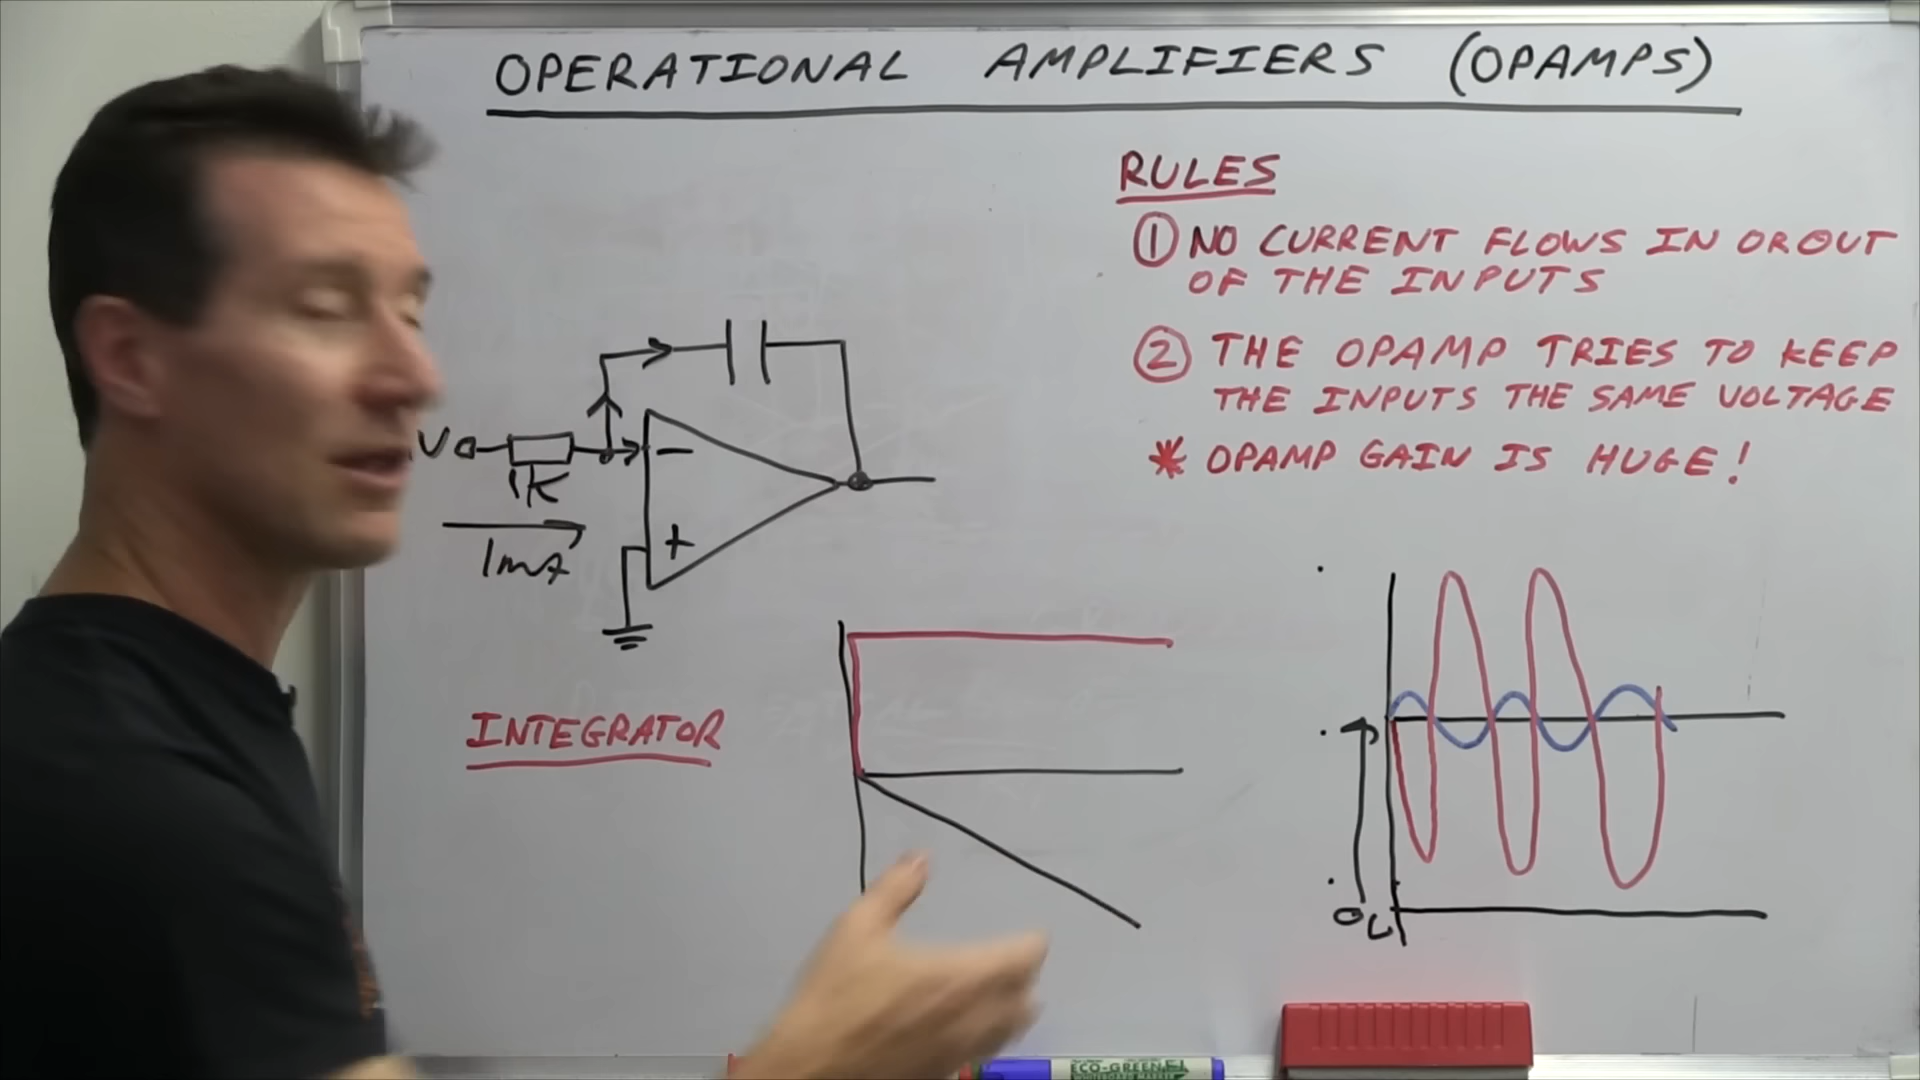 OPERATIONAL AMPLIFIERS (OPAMPS)
RULES
① NO CURRENT FLOWS IN OR OUT
OF THE INPUTS
② THE OPAMP TRIES TO KEEP
THE INPUTS THE SAME VOLTAGE
* OPAMP GAIN IS HUGE!
V
1K
1mA
−
+
INTEGRATOR
ECO-GREEN